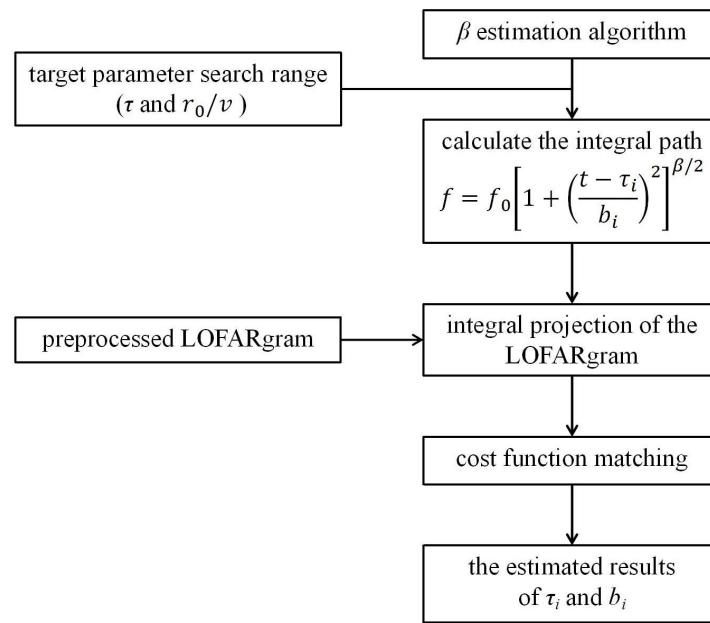 β estimation algorithm
target parameter search range
(τ and r₀/v )
calculate the integral path
f = f₀[1 + ((t − τᵢ)/bᵢ)²]^{β/2}
preprocessed LOFARgram
integral projection of the
LOFARgram
cost function matching
the estimated results
of τᵢ and bᵢ